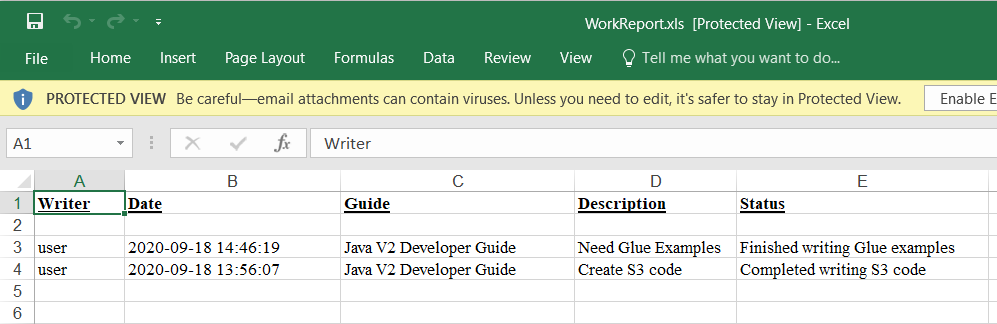 WorkReport.xls [Protected View] - Excel
File Home Insert Page Layout Formulas Data Review View Tell me what you want to do...
PROTECTED VIEW Be careful—email attachments can contain viruses. Unless you need to edit, it's safer to stay in Protected View. Enable E
A1 fx Writer
A B C D E
1 Writer Date Guide Description Status
2
3 user 2020-09-18 14:46:19 Java V2 Developer Guide Need Glue Examples Finished writing Glue examples
4 user 2020-09-18 13:56:07 Java V2 Developer Guide Create S3 code Completed writing S3 code
5
6